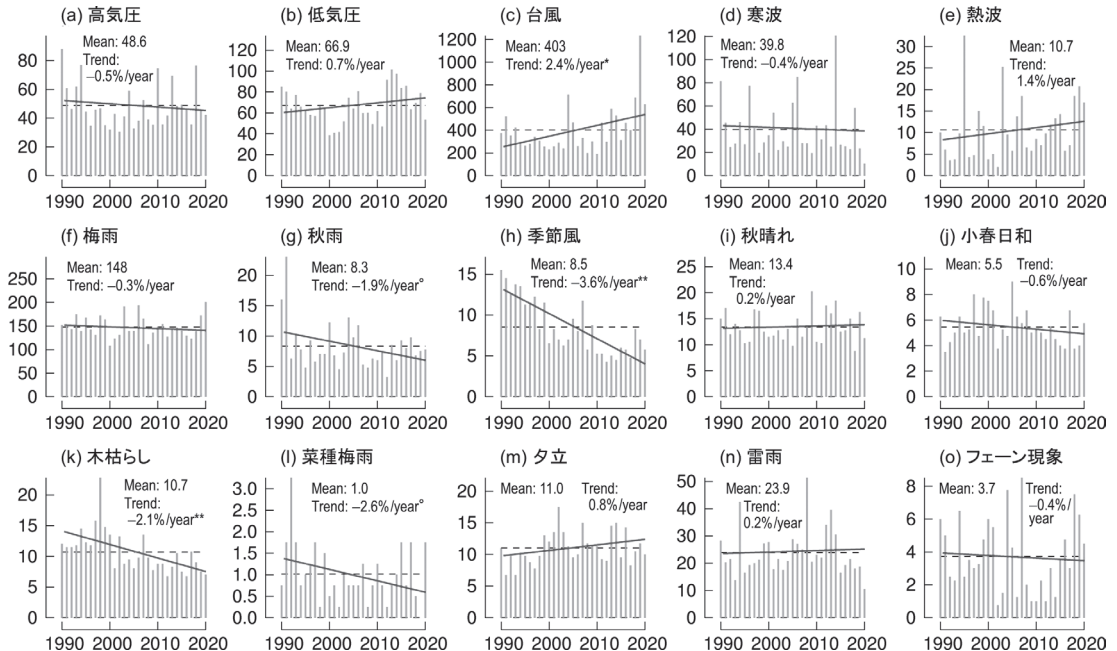 (a) 高気圧
Mean: 48.6
Trend:
−0.5%/year
80
60
40
20
0
1990 2000 2010 2020
(b) 低気圧
Mean: 66.9
Trend: 0.7%/year
120
100
80
60
40
20
0
1990 2000 2010 2020
(c) 台風
Mean: 403
Trend: 2.4%/year*
1200
1000
800
600
400
200
0
1990 2000 2010 2020
(d) 寒波
Mean: 39.8
Trend: −0.4%/year
120
100
80
60
40
20
0
1990 2000 2010 2020
(e) 熱波
Mean: 10.7
Trend:
1.4%/year
30
25
20
15
10
5
0
1990 2000 2010 2020
(f) 梅雨
Mean: 148
Trend: −0.3%/year
250
200
150
100
50
0
1990 2000 2010 2020
(g) 秋雨
Mean: 8.3
Trend: −1.9%/year°
20
15
10
5
0
1990 2000 2010 2020
(h) 季節風
Mean: 8.5
Trend: −3.6%/year**
15
10
5
0
1990 2000 2010 2020
(i) 秋晴れ
Mean: 13.4
Trend:
0.2%/year
25
20
15
10
5
0
1990 2000 2010 2020
(j) 小春日和
Mean: 5.5
Trend:
−0.6%/year
10
8
6
4
2
0
1990 2000 2010 2020
(k) 木枯らし
Mean: 10.7
Trend:
−2.1%/year**
20
15
10
5
0
1990 2000 2010 2020
(l) 菜種梅雨
Mean: 1.0
Trend:
−2.6%/year°
3.0
2.5
2.0
1.5
1.0
0.5
0.0
1990 2000 2010 2020
(m) 夕立
Mean: 11.0
Trend:
0.8%/year
20
15
10
5
0
1990 2000 2010 2020
(n) 雷雨
Mean: 23.9
Trend:
0.2%/year
50
40
30
20
10
0
1990 2000 2010 2020
(o) フェーン現象
Mean: 3.7
Trend:
−0.4%/
year
8
6
4
2
0
1990 2000 2010 2020